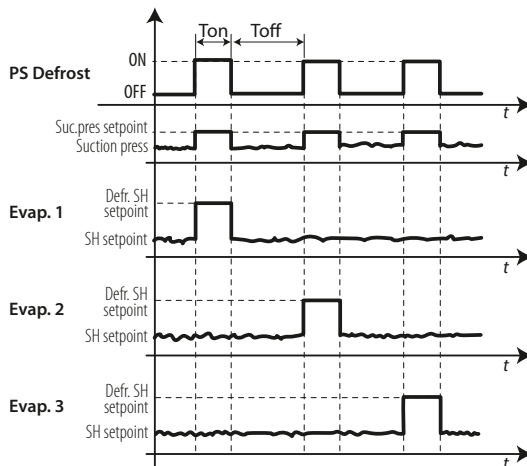 Ton Toff
ON
PS Defrost
OFF
t
Suc.pres setpoint
Suction press
t
Defr. SH
setpoint
Evap. 1
SH setpoint
t
Defr. SH
setpoint
Evap. 2
SH setpoint
t
Defr. SH
setpoint
Evap. 3
SH setpoint
t